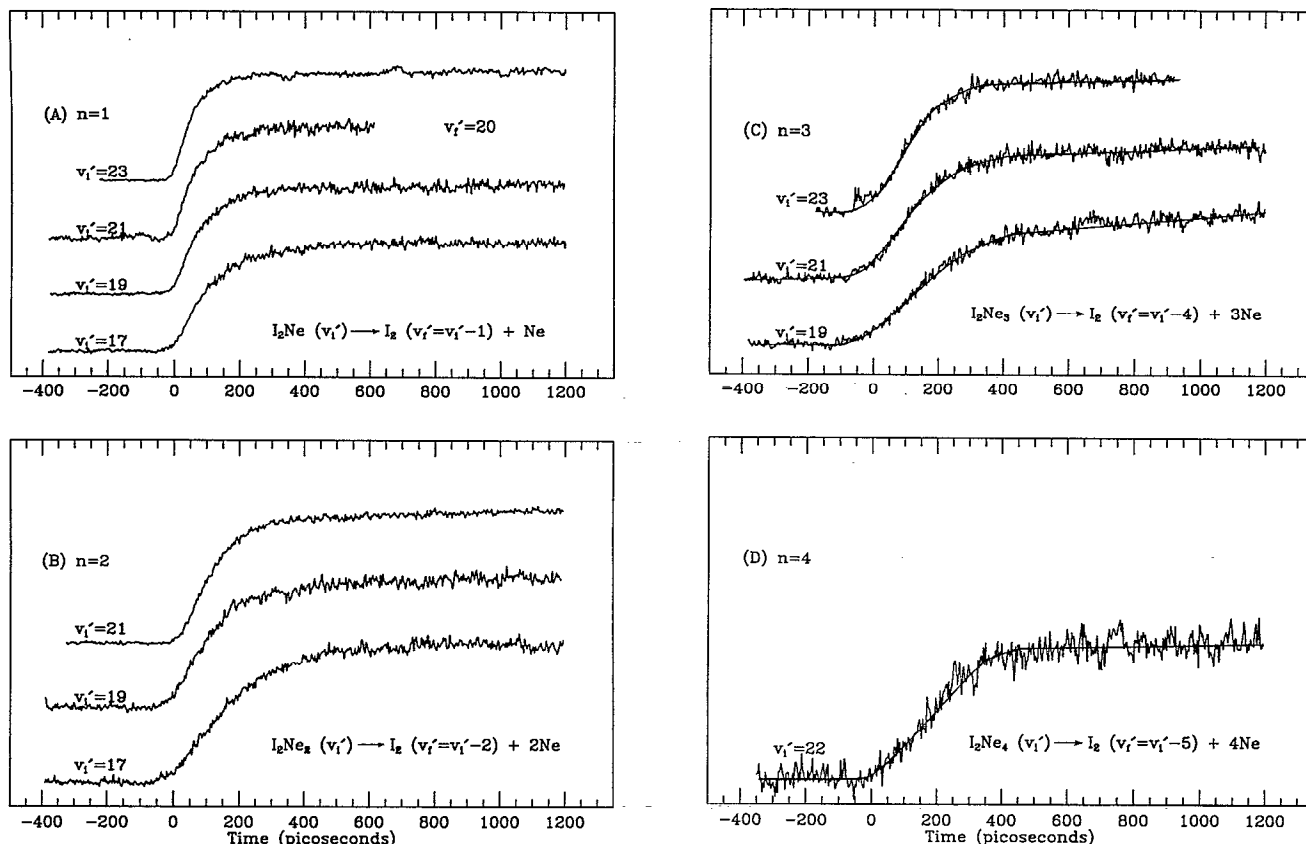 (A) n=1
v_f′=20
v_i′=23
v_i′=21
v_i′=19
v_i′=17
I₂Ne (v_i′) ⟶ I₂ (v_f′=v_i′−1) + Ne
−400 −200 0 200 400 600 800 1000 1200
(B) n=2
v_i′=21
v_i′=19
v_i′=17
I₂Ne₂ (v_i′) ⟶ I₂ (v_f′=v_i′−2) + 2Ne
−400 −200 0 200 400 600 800 1000 1200
Time (picoseconds)
(C) n=3
v_i′=23
v_i′=21
v_i′=19
I₂Ne₃ (v_i′) ⟶ I₂ (v_f′=v_i′−4) + 3Ne
−400 −200 0 200 400 600 800 1000 1200
(D) n=4
v_i′=22
I₂Ne₄ (v_i′) ⟶ I₂ (v_f′=v_i′−5) + 4Ne
−400 −200 0 200 400 600 800 1000 1200
Time (picoseconds)